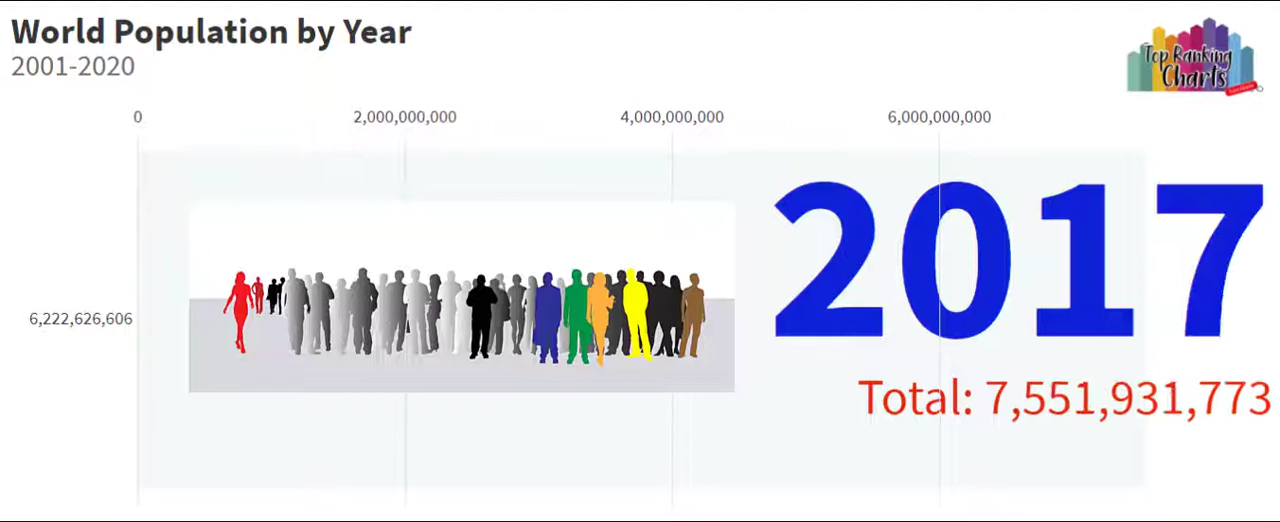 World Population by Year
2001-2020
Top Ranking
Charts
0 2,000,000,000 4,000,000,000 6,000,000,000
2017
6,222,626,606
Total: 7,551,931,773